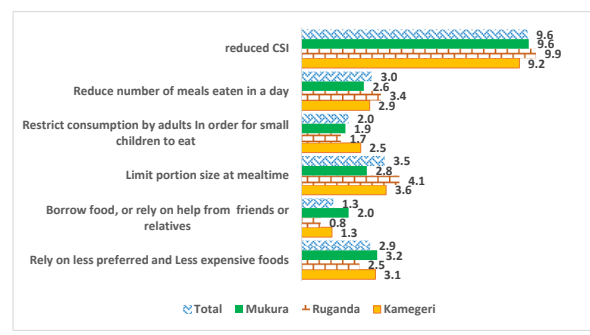 reduced CSI
9.6
9.6
9.9
9.2
Reduce number of meals eaten in a day
3.0
2.6
3.4
2.9
Restrict consumption by adults In order for small
children to eat
2.0
1.9
1.7
2.5
Limit portion size at mealtime
3.5
2.8
4.1
3.6
Borrow food, or rely on help from friends or
relatives
1.3
2.0
0.8
1.3
Rely on less preferred and Less expensive foods
2.9
3.2
2.5
3.1
Total Mukura Ruganda Kamegeri